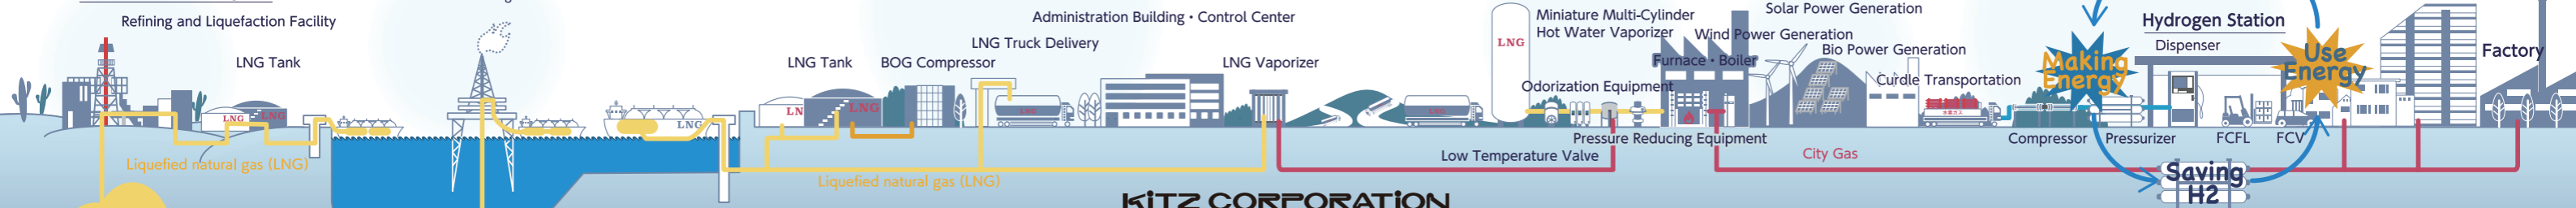 Refining and Liquefaction Facility
LNG Tank
LNG
LNG
Liquefied natural gas (LNG)
LNG
LNG Tank
LNG
BOG Compressor
LNG Truck Delivery
LNG
Administration Building・Control Center
LNG Vaporizer
Liquefied natural gas (LNG)
LNG
LNG
Miniature Multi-Cylinder
Hot Water Vaporizer
Odorization Equipment
Low Temperature Valve
Pressure Reducing Equipment
Furnace・Boiler
Wind Power Generation
Solar Power Generation
Bio Power Generation
Curdle Transportation
City Gas
Making
Energy
Compressor
Pressurizer
Hydrogen Station
Dispenser
FCFL
FCV
Use
Energy
Saving
H2
Factory
KITZ CORPORATION